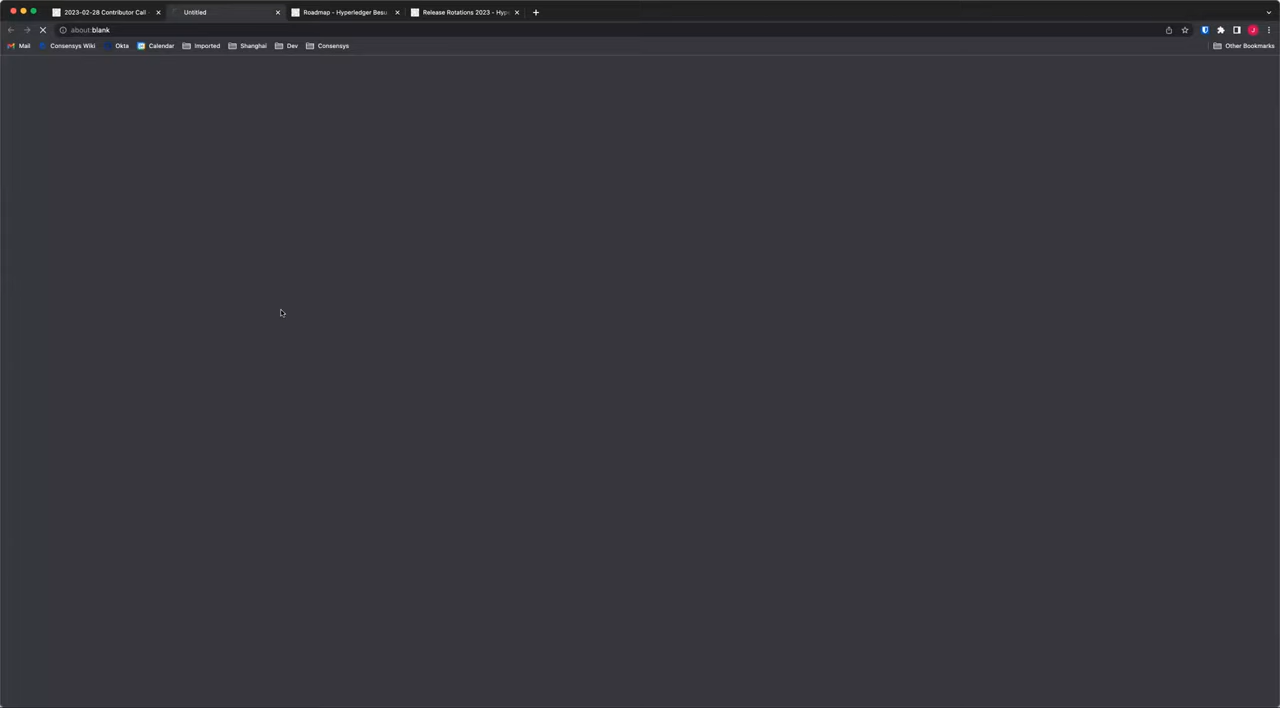 2023-02-28 Contributor Call - Untitled Roadmap - Hyperledger Besu Release Rotations 2023 - Hype
about:blank
Mail Consensys Wiki Okta Calendar Imported Shanghai Dev Consensys Other Bookmarks
J